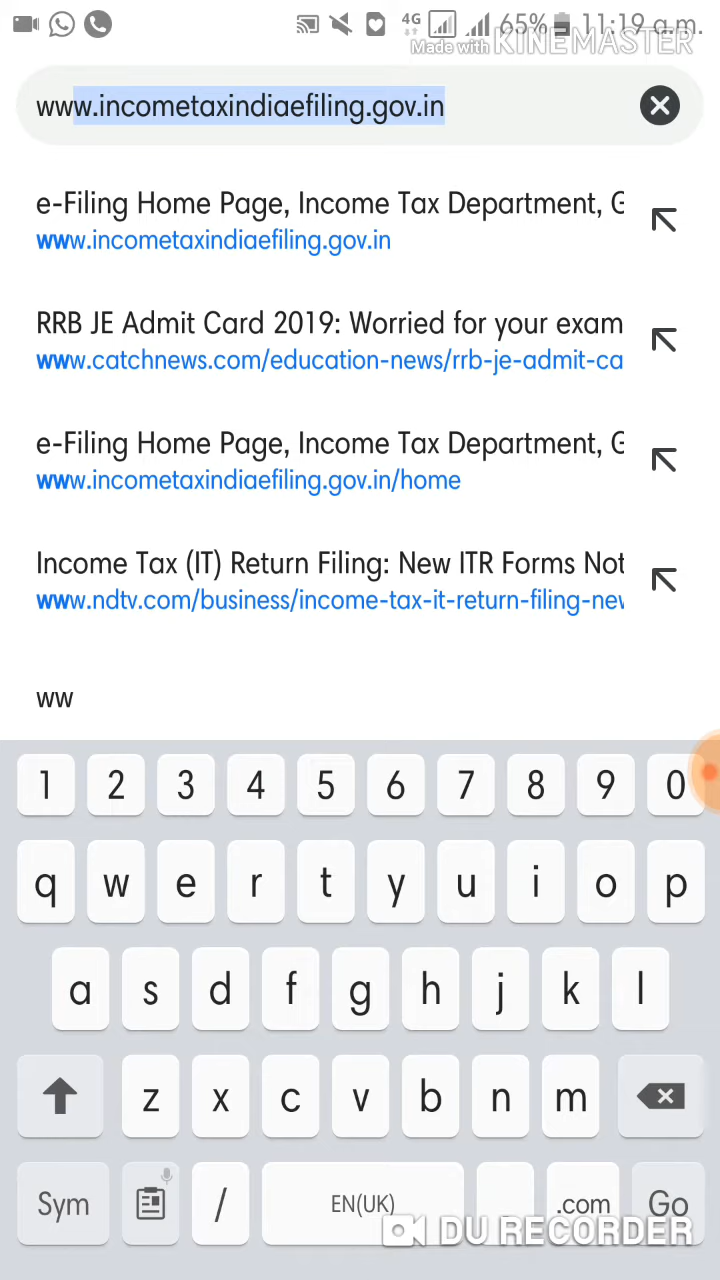 4G 65% 11:19 a.m.
Made with KINEMASTER
www.incometaxindiaefiling.gov.in
e-Filing Home Page, Income Tax Department, G
www.incometaxindiaefiling.gov.in
RRB JE Admit Card 2019: Worried for your exam
www.catchnews.com/education-news/rrb-je-admit-ca
e-Filing Home Page, Income Tax Department, G
www.incometaxindiaefiling.gov.in/home
Income Tax (IT) Return Filing: New ITR Forms Not
www.ndtv.com/business/income-tax-it-return-filing-new
ww
1 2 3 4 5 6 7 8 9 0
q w e r t y u i o p
a s d f g h j k l
z x c v b n m
Sym / EN(UK) .com Go
DU RECORDER